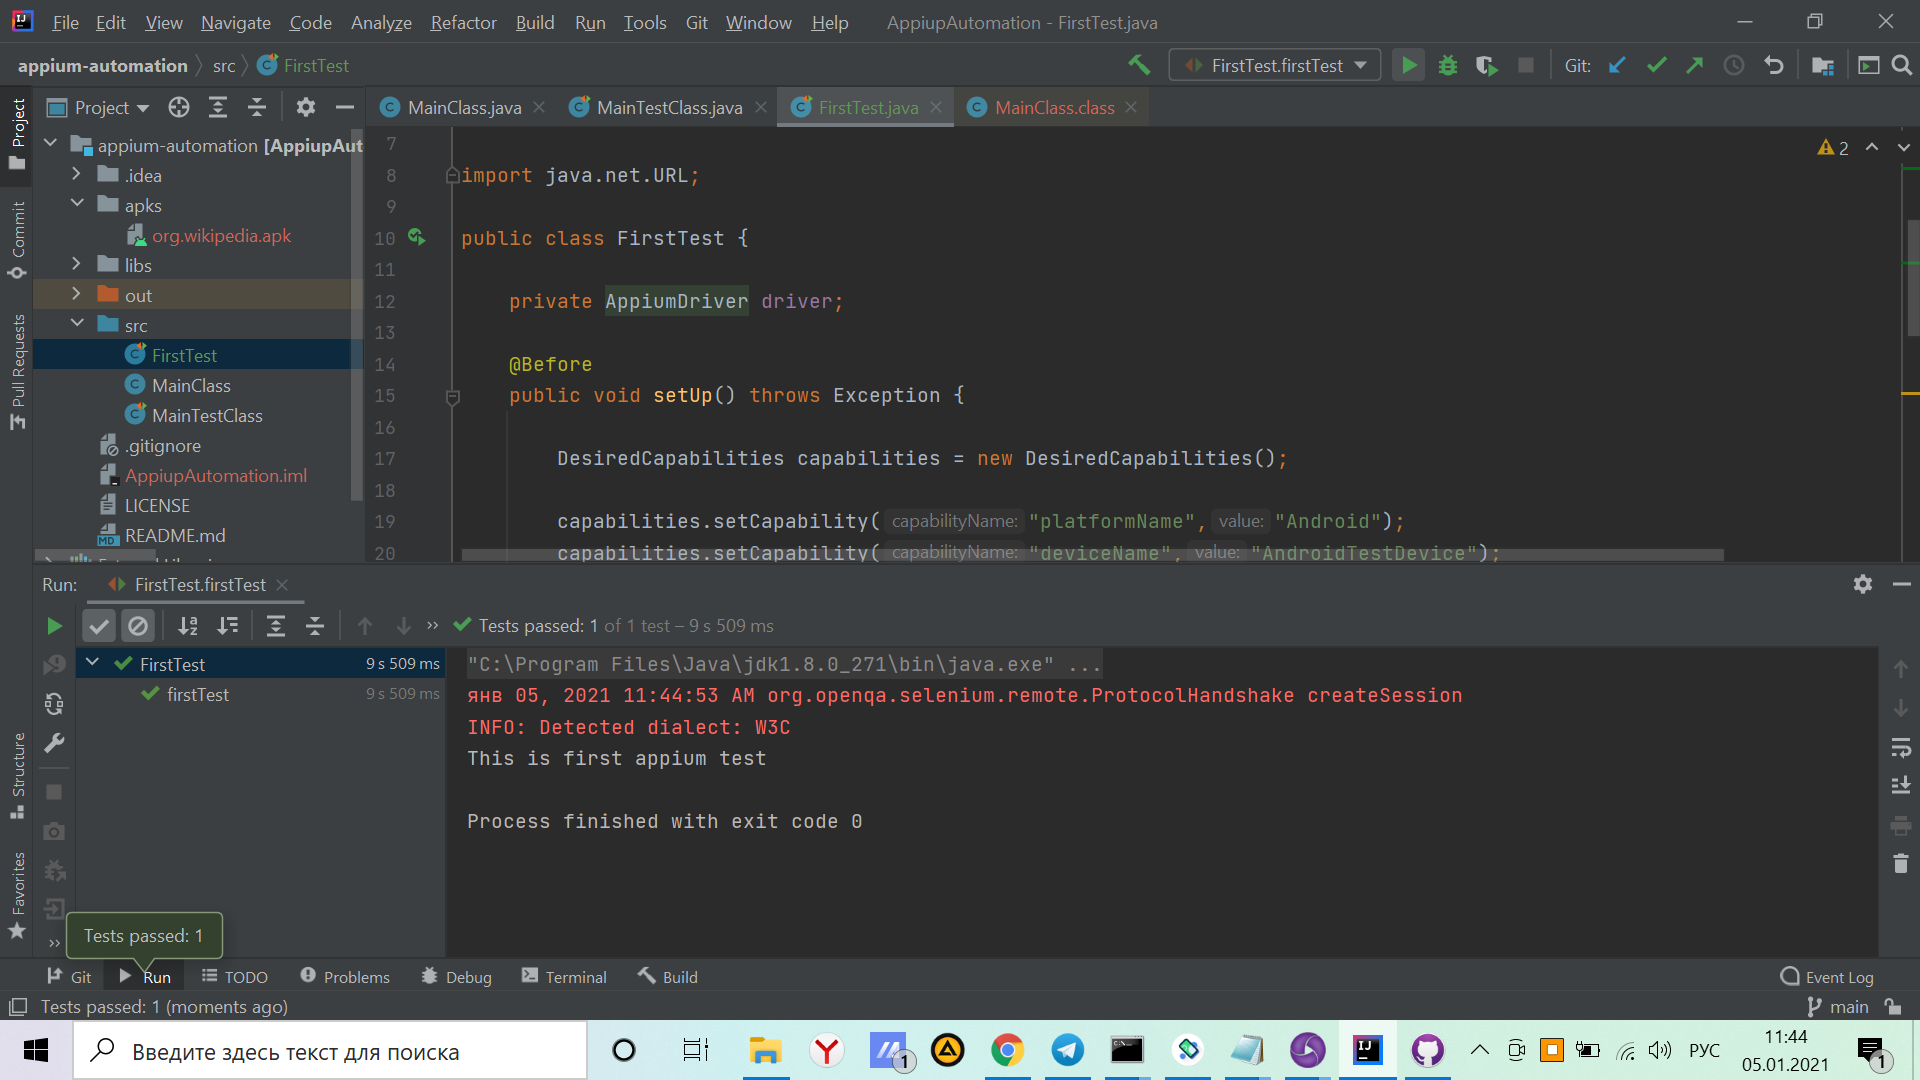 File Edit View Navigate Code Analyze Refactor Build Run Tools Git Window Help AppiupAutomation - FirstTest.java
appium-automation src FirstTest FirstTest.firstTest Git:
Project MainClass.java MainTestClass.java FirstTest.java MainClass.class
Project
Commit
Pull Requests
Structure
Favorites
appium-automation [AppiupAut
.idea
apks
org.wikipedia.apk
libs
out
src
FirstTest
MainClass
MainTestClass
.gitignore
AppiupAutomation.iml
LICENSE
README.md
2
7
8 import java.net.URL;
9
10 public class FirstTest {
11
12 private AppiumDriver driver;
13
14 @Before
15 public void setUp() throws Exception {
16
17 DesiredCapabilities capabilities = new DesiredCapabilities();
18
19 capabilities.setCapability( capabilityName: "platformName", value: "Android");
20 capabilities.setCapability( capabilityName: "deviceName", value: "AndroidTestDevice");
Run: FirstTest.firstTest
Tests passed: 1 of 1 test – 9 s 509 ms
FirstTest 9 s 509 ms
firstTest 9 s 509 ms
"C:\Program Files\Java\jdk1.8.0_271\bin\java.exe" ...
янв 05, 2021 11:44:53 AM org.openqa.selenium.remote.ProtocolHandshake createSession
INFO: Detected dialect: W3C
This is first appium test
Process finished with exit code 0
Tests passed: 1
Git Run TODO Problems Debug Terminal Build Event Log
Tests passed: 1 (moments ago) main
Введите здесь текст для поиска
1
РУС
11:44
05.01.2021
1